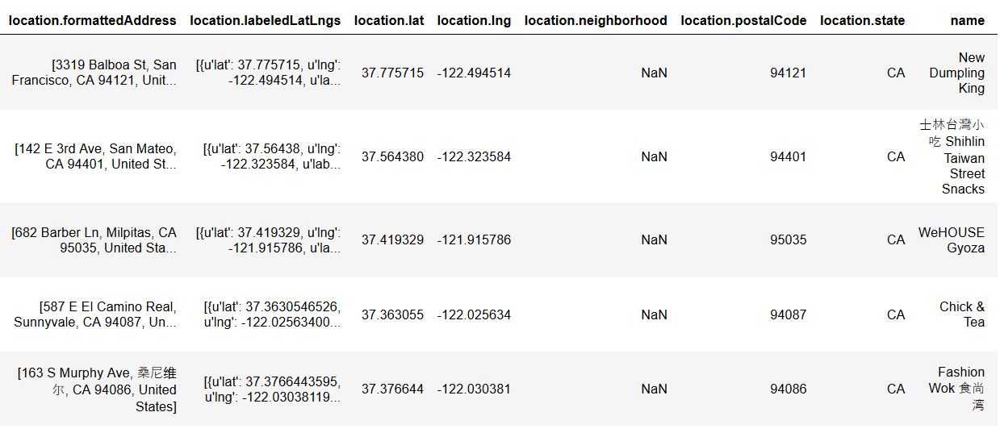 location.formattedAddress location.labeledLatLngs location.lat location.lng location.neighborhood location.postalCode location.state name
[3319 Balboa St, San
Francisco, CA 94121, Unit...
[{u'lat': 37.775715, u'lng':
-122.494514, u'la...
37.775715 -122.494514 NaN 94121 CA
New
Dumpling
King
[142 E 3rd Ave, San Mateo,
CA 94401, United St...
[{u'lat': 37.56438, u'lng':
-122.323584, u'lab...
37.564380 -122.323584 NaN 94401 CA
士林台灣小
吃 Shihlin
Taiwan
Street
Snacks
[682 Barber Ln, Milpitas, CA
95035, United Sta...
[{u'lat': 37.419329, u'lng':
-121.915786, u'la...
37.419329 -121.915786 NaN 95035 CA
WeHOUSE
Gyoza
[587 E El Camino Real,
Sunnyvale, CA 94087, Un...
[{u'lat': 37.3630546526,
u'lng': -122.02563400...
37.363055 -122.025634 NaN 94087 CA
Chick &
Tea
[163 S Murphy Ave, 桑尼维
尔, CA 94086, United
States]
[{u'lat': 37.3766443595,
u'lng': -122.03038119...
37.376644 -122.030381 NaN 94086 CA
Fashion
Wok 食尚
湾